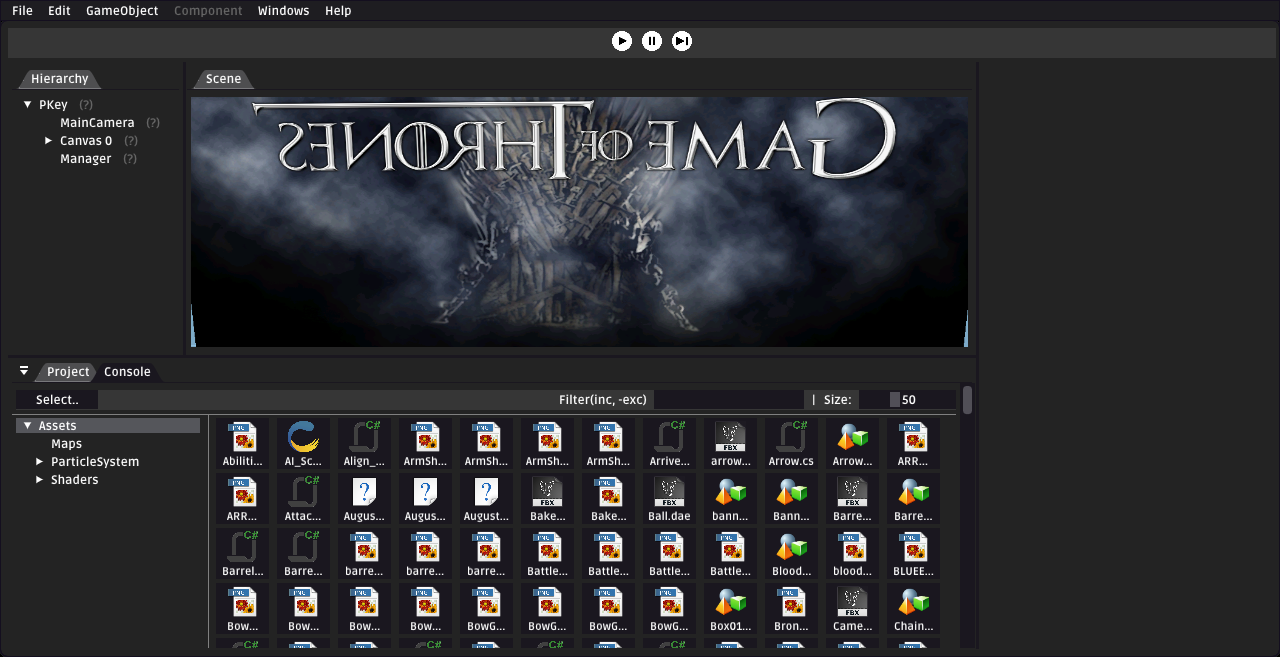 File Edit GameObject Component Windows Help
Hierarchy
PKey (?)
MainCamera (?)
Canvas 0 (?)
Manager (?)
Scene
GAME OF THRONES
Project Console
Select.. Filter(inc, -exc) | Size: 50
Assets
Maps
ParticleSystem
Shaders
Abiliti... AI_Sc... Align_... ArmSh... ArmSh... ArmSh... ArmSh... Arrive... arrow... Arrow.cs Arrow... ARR...
ARR... Attac... Augus... Augus... August... Bake... Bake... Ball.dae bann... Bann... Barre... Barre...
Barrel... Barre... barre... barre... barre... Battle... Battle... Battle... Battle... Blood... blood... BLUEE...
Bow... Bow... Bow... Bow... BowG... BowG... BowG... BowG... Box01... Bron... Came... Chain...